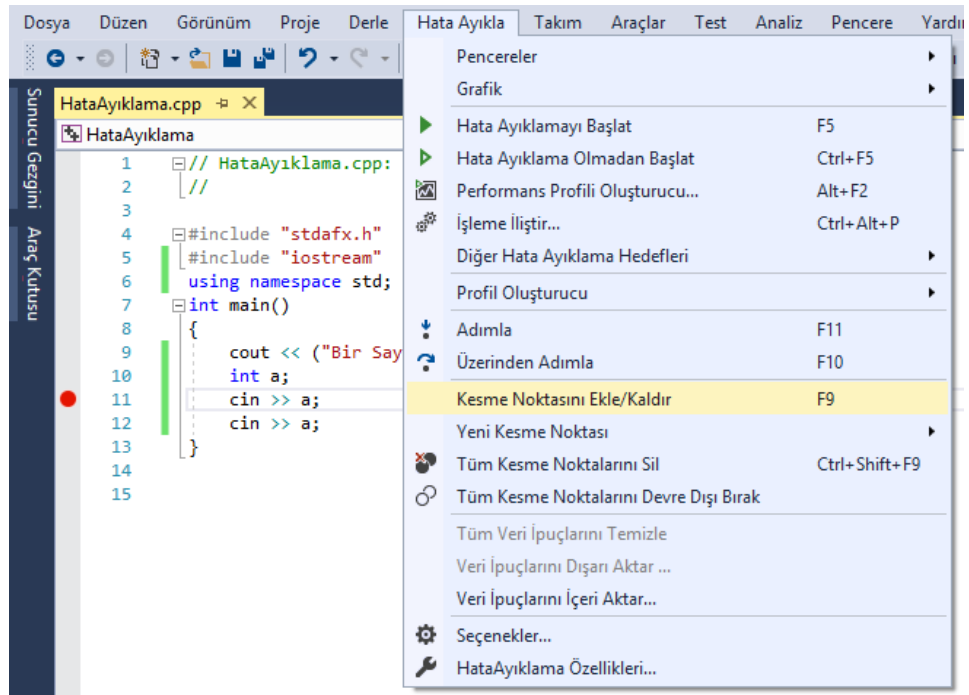 Dosya Düzen Görünüm Proje Derle Hata Ayıkla Takım Araçlar Test Analiz Pencere
Sunucu Gezgini
Araç Kutusu
HataAyıklama.cpp
HataAyıklama
1 // HataAyıklama.cpp:
2 //
3
4 #include "stdafx.h"
5 #include "iostream"
6 using namespace std;
7 int main()
8 {
9 cout << ("Bir Say
10 int a;
11 cin >> a;
12 cin >> a;
13 }
14
15
Pencereler
Grafik
Hata Ayıklamayı Başlat F5
Hata Ayıklama Olmadan Başlat Ctrl+F5
Performans Profili Oluşturucu... Alt+F2
İşleme İliştir... Ctrl+Alt+P
Diğer Hata Ayıklama Hedefleri
Profil Oluşturucu
Adımla F11
Üzerinden Adımla F10
Kesme Noktasını Ekle/Kaldır F9
Yeni Kesme Noktası
Tüm Kesme Noktalarını Sil Ctrl+Shift+F9
Tüm Kesme Noktalarını Devre Dışı Bırak
Tüm Veri İpuçlarını Temizle
Veri İpuçlarını Dışarı Aktar ...
Veri İpuçlarını İçeri Aktar...
Seçenekler...
HataAyıklama Özellikleri...